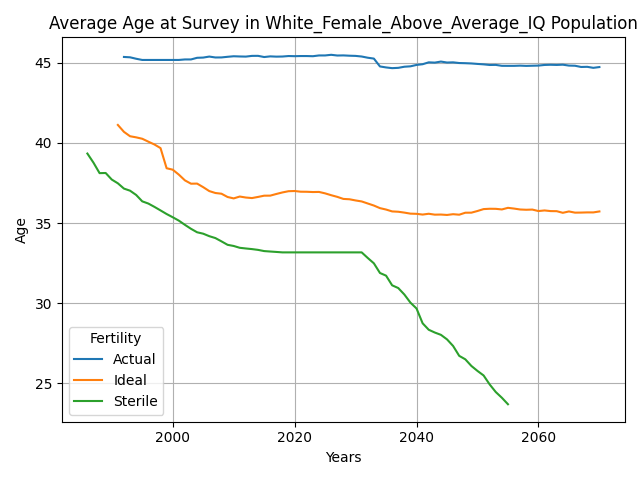 Average Age at Survey in White_Female_Above_Average_IQ Population
45
40
35
30
25
Age
Fertility
Actual
Ideal
Sterile
2000 2020 2040 2060
Years